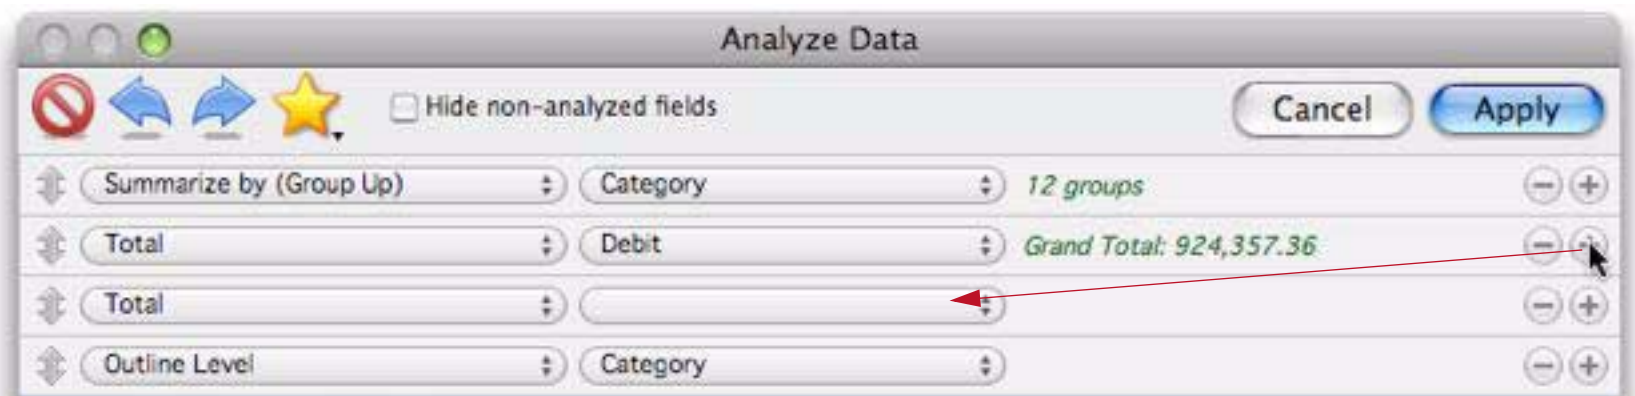 Analyze Data
Hide non-analyzed fields Cancel Apply
Summarize by (Group Up) Category 12 groups
Total Debit Grand Total: 924,357.36
Total
Outline Level Category